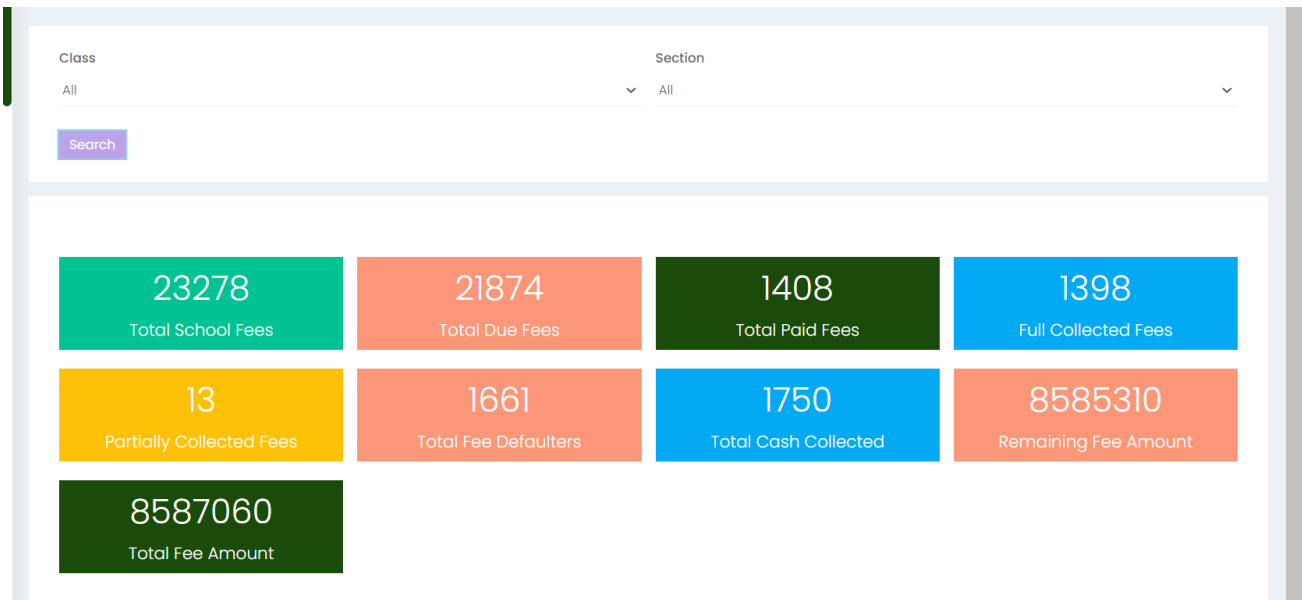 Class
Section
All
All
Search
23278
Total School Fees
21874
Total Due Fees
1408
Total Paid Fees
1398
Full Collected Fees
13
Partially Collected Fees
1661
Total Fee Defaulters
1750
Total Cash Collected
8585310
Remaining Fee Amount
8587060
Total Fee Amount